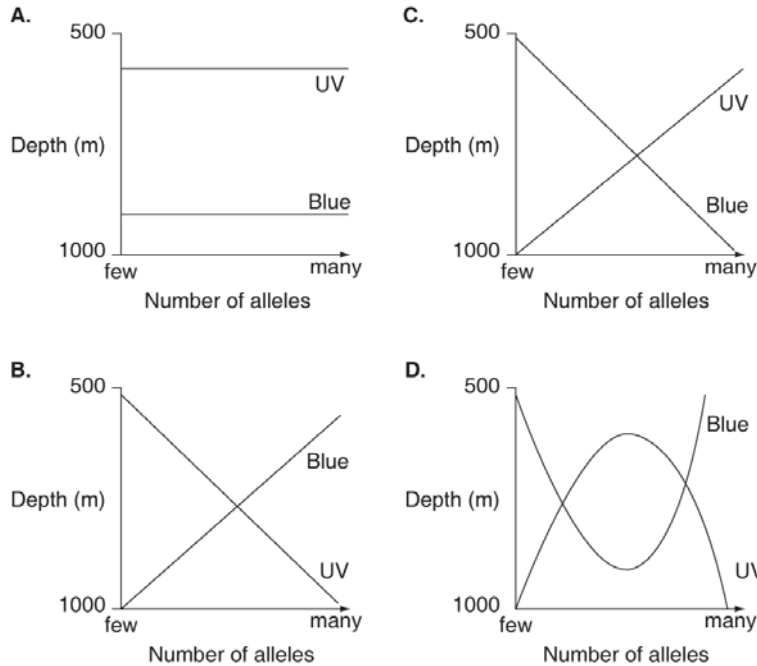 A.
500
UV
Depth (m)
Blue
1000
few
many
Number of alleles
C.
500
UV
Depth (m)
Blue
1000
few
many
Number of alleles
B.
500
Blue
Depth (m)
UV
1000
few
many
Number of alleles
D.
500
Blue
Depth (m)
UV
1000
few
many
Number of alleles